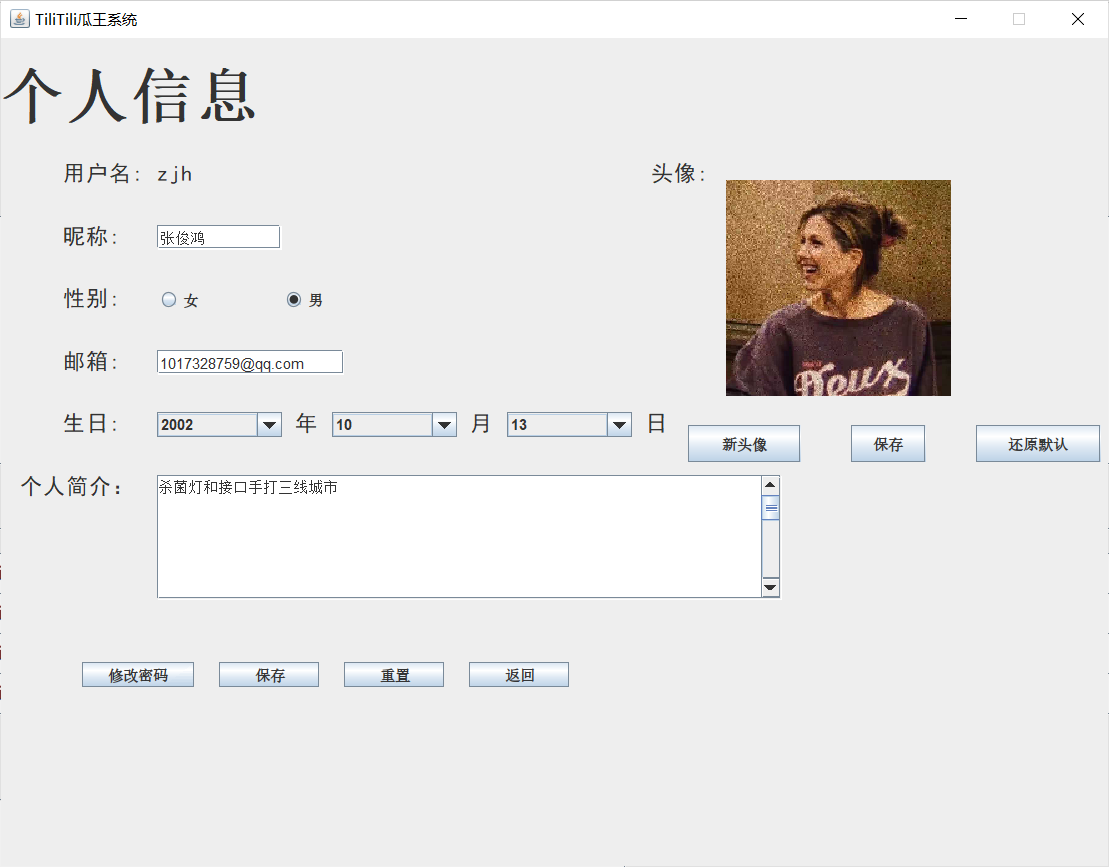 TiliTili瓜王系统
个人信息
用户名: zjh
头像:
昵称: 张俊鸿
性别: 女 男
邮箱: 1017328759@qq.com
生日: 2002 年 10 月 13 日
新头像 保存 还原默认
个人简介: 杀菌灯和接口手打三线城市
修改密码 保存 重置 返回